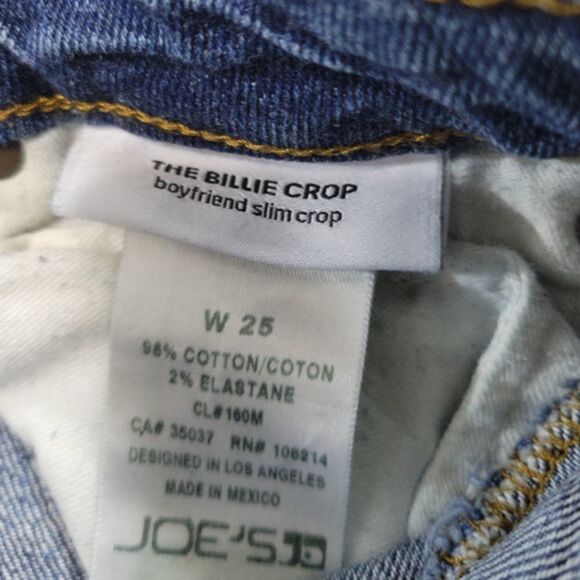 THE BILLIE CROP
boyfriend slim crop
W 25
98% COTTON/COTON
2% ELASTANE
CL# 160M
CA# 35037 RN# 106214
DESIGNED IN LOS ANGELES
MADE IN MEXICO
JOE'S